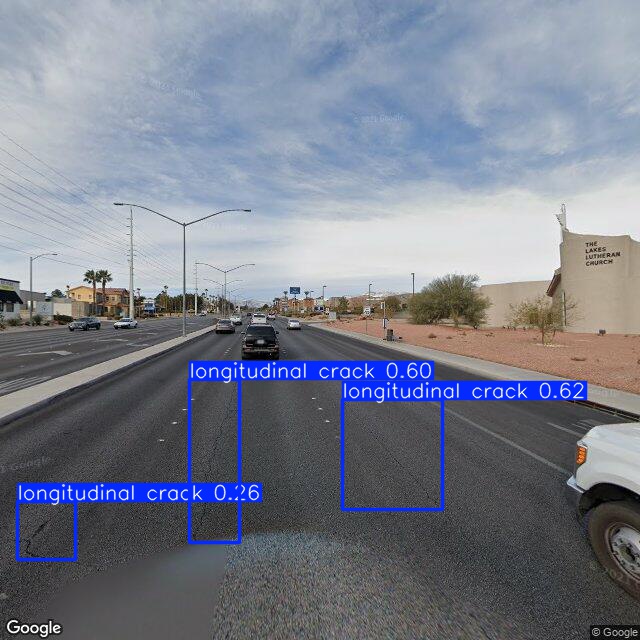 THE
LAKES
LUTHERAN
CHURCH
longitudinal crack 0.60
longitudinal crack 0.62
longitudinal crack 0.26
Google
© Google